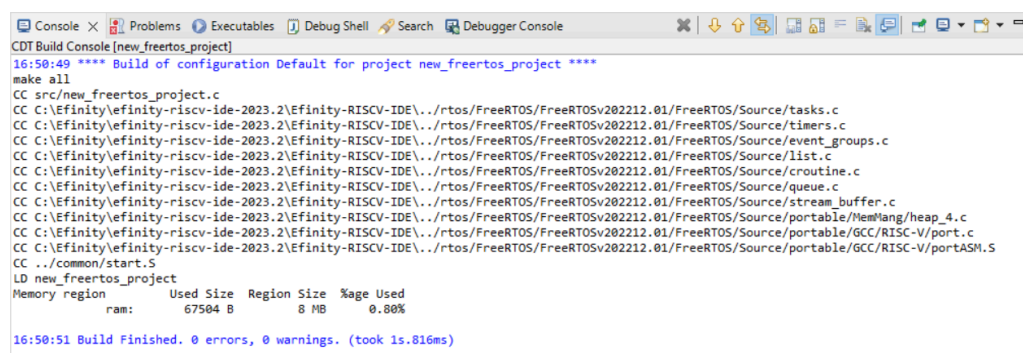 Console Problems Executables Debug Shell Search Debugger Console
CDT Build Console [new_freertos_project]
16:50:49 **** Build of configuration Default for project new_freertos_project ****
make all
CC src/new_freertos_project.c
CC C:\Efinity\efinity-riscv-ide-2023.2\Efinity-RISCV-IDE\../rtos/FreeRTOS/FreeRTOSv202212.01/FreeRTOS/Source/tasks.c
CC C:\Efinity\efinity-riscv-ide-2023.2\Efinity-RISCV-IDE\../rtos/FreeRTOS/FreeRTOSv202212.01/FreeRTOS/Source/timers.c
CC C:\Efinity\efinity-riscv-ide-2023.2\Efinity-RISCV-IDE\../rtos/FreeRTOS/FreeRTOSv202212.01/FreeRTOS/Source/event_groups.c
CC C:\Efinity\efinity-riscv-ide-2023.2\Efinity-RISCV-IDE\../rtos/FreeRTOS/FreeRTOSv202212.01/FreeRTOS/Source/list.c
CC C:\Efinity\efinity-riscv-ide-2023.2\Efinity-RISCV-IDE\../rtos/FreeRTOS/FreeRTOSv202212.01/FreeRTOS/Source/croutine.c
CC C:\Efinity\efinity-riscv-ide-2023.2\Efinity-RISCV-IDE\../rtos/FreeRTOS/FreeRTOSv202212.01/FreeRTOS/Source/queue.c
CC C:\Efinity\efinity-riscv-ide-2023.2\Efinity-RISCV-IDE\../rtos/FreeRTOS/FreeRTOSv202212.01/FreeRTOS/Source/stream_buffer.c
CC C:\Efinity\efinity-riscv-ide-2023.2\Efinity-RISCV-IDE\../rtos/FreeRTOS/FreeRTOSv202212.01/FreeRTOS/Source/portable/MemMang/heap_4.c
CC C:\Efinity\efinity-riscv-ide-2023.2\Efinity-RISCV-IDE\../rtos/FreeRTOS/FreeRTOSv202212.01/FreeRTOS/Source/portable/GCC/RISC-V/port.c
CC C:\Efinity\efinity-riscv-ide-2023.2\Efinity-RISCV-IDE\../rtos/FreeRTOS/FreeRTOSv202212.01/FreeRTOS/Source/portable/GCC/RISC-V/portASM.S
CC ../common/start.S
LD new_freertos_project
Memory region Used Size Region Size %age Used
ram: 67504 B 8 MB 0.80%
16:50:51 Build Finished. 0 errors, 0 warnings. (took 1s.816ms)